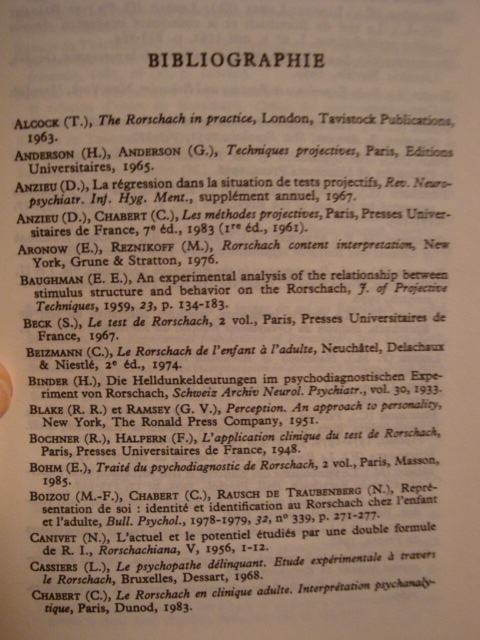 BIBLIOGRAPHIE
ALCOCK (T.), The Rorschach in practice, London, Tavistock Publications,
1963.
ANDERSON (H.), ANDERSON (G.), Techniques projectives, Paris, Editions
Universitaires, 1965.
ANZIEU (D.), La régression dans la situation de tests projectifs, Rev. Neuro-
psychiatr. Inf. Hyg. Ment., supplément annuel, 1967.
ANZIEU (D.), CHABERT (C.), Les méthodes projectives, Paris, Presses Univer-
sitaires de France, 7e éd., 1983 (1re éd., 1961).
ARONOW (E.), REZNIKOFF (M.), Rorschach content interpretation, New
York, Grune & Stratton, 1976.
BAUGHMAN (E. E.), An experimental analysis of the relationship between
stimulus structure and behavior on the Rorschach, J. of Projective
Techniques, 1959, 23, p. 134-183.
BECK (S.), Le test de Rorschach, 2 vol., Paris, Presses Universitaires de
France, 1967.
BEIZMANN (C.), Le Rorschach de l'enfant à l'adulte, Neuchâtel, Delachaux
& Niestlé, 2e éd., 1974.
BINDER (H.), Die Helldunkeldeutungen im psychodiagnostischen Expe-
riment von Rorschach, Schweiz Archiv Neurol. Psychiatr., vol. 30, 1933.
BLAKE (R. R.) et RAMSEY (G. V.), Perception. An approach to personality,
New York, The Ronald Press Company, 1951.
BOCHNER (R.), HALPERN (F.), L'application clinique du test de Rorschach,
Paris, Presses Universitaires de France, 1948.
BOHM (E.), Traité du psychodiagnostic de Rorschach, 2 vol., Paris, Masson,
1985.
BOIZOU (M.-F.), CHABERT (C.), RAUSCH DE TRAUBENBERG (N.), Repré-
sentation de soi : identité et identification au Rorschach chez l'enfant
et l'adulte, Bull. Psychol., 1978-1979, 32, n° 339, p. 271-277.
CANIVET (N.), L'actuel et le potentiel étudiés par une double formule
de R. I., Rorschachiana, V, 1956, 1-12.
CASSIERS (L.), Le psychopathe délinquant. Etude expérimentale à travers
le Rorschach, Bruxelles, Dessart, 1968.
CHABERT (C.), Le Rorschach en clinique adulte. Interprétation psychanaly-
tique, Paris, Dunod, 1983.